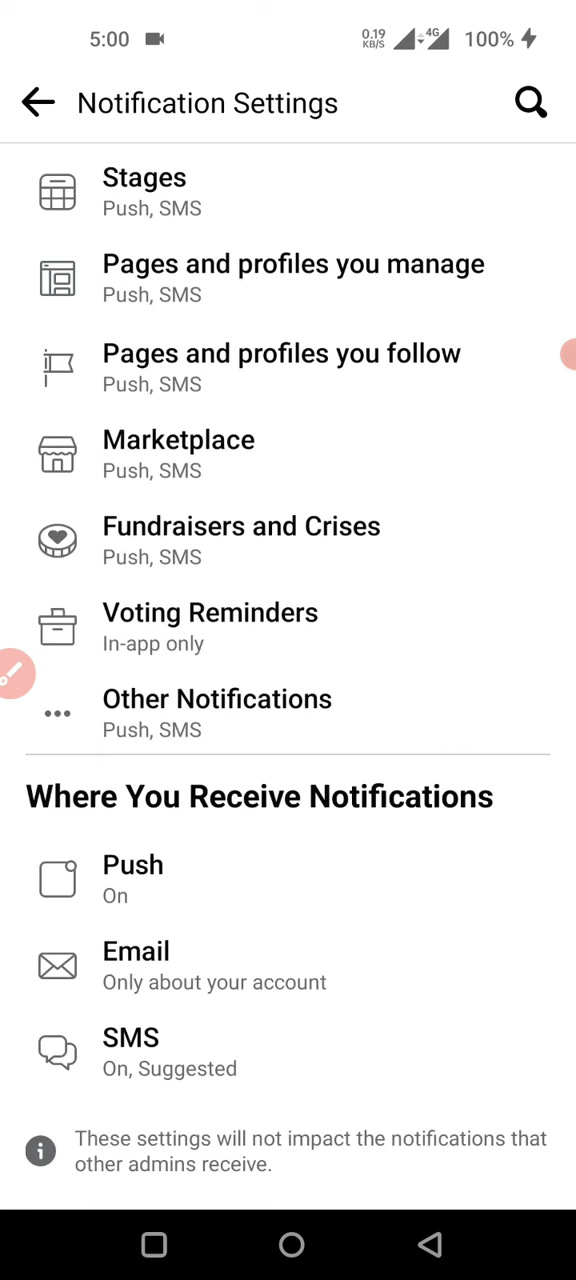 5:00
0.19
KB/S
4G
100%
Notification Settings
Stages
Push, SMS
Pages and profiles you manage
Push, SMS
Pages and profiles you follow
Push, SMS
Marketplace
Push, SMS
Fundraisers and Crises
Push, SMS
Voting Reminders
In-app only
Other Notifications
Push, SMS
Where You Receive Notifications
Push
On
Email
Only about your account
SMS
On, Suggested
These settings will not impact the notifications that
other admins receive.